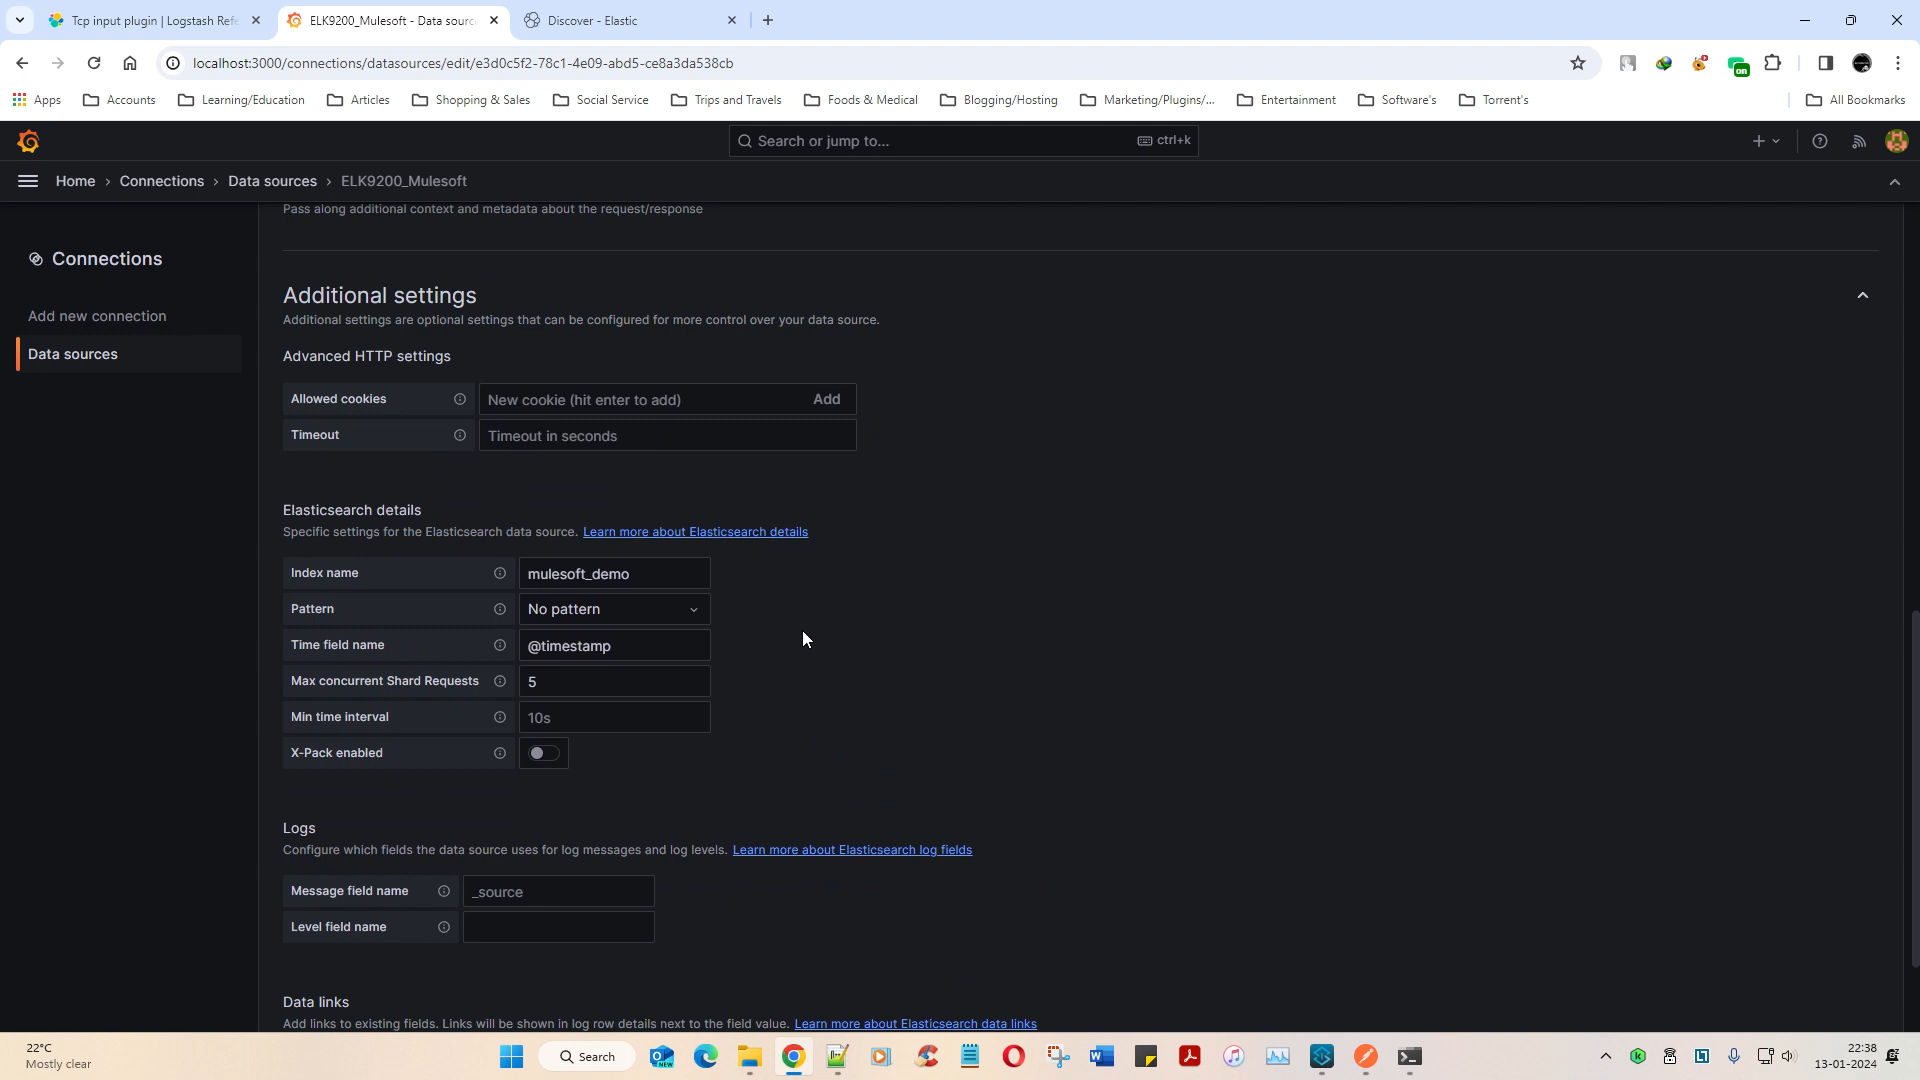 Tcp input plugin | Logstash Refe
ELK9200_Mulesoft - Data sourc
Discover - Elastic
localhost:3000/connections/datasources/edit/e3d0c5f2-78c1-4e09-abd5-ce8a3da538cb
on
Apps
Accounts
Learning/Education
Articles
Shopping & Sales
Social Service
Trips and Travels
Foods & Medical
Blogging/Hosting
Marketing/Plugins/...
Entertainment
Software's
Torrent's
All Bookmarks
Search or jump to...
ctrl+k
Home › Connections › Data sources › ELK9200_Mulesoft
Pass along additional context and metadata about the request/response
Connections
Add new connection
Data sources
Additional settings
Additional settings are optional settings that can be configured for more control over your data source.
Advanced HTTP settings
Allowed cookies
New cookie (hit enter to add)
Add
Timeout
Timeout in seconds
Elasticsearch details
Specific settings for the Elasticsearch data source. Learn more about Elasticsearch details
Index name
mulesoft_demo
Pattern
No pattern
Time field name
@timestamp
Max concurrent Shard Requests
5
Min time interval
10s
X-Pack enabled
Logs
Configure which fields the data source uses for log messages and log levels. Learn more about Elasticsearch log fields
Message field name
_source
Level field name
Data links
Add links to existing fields. Links will be shown in log row details next to the field value. Learn more about Elasticsearch data links
22°C
Mostly clear
Search
22:38
13-01-2024